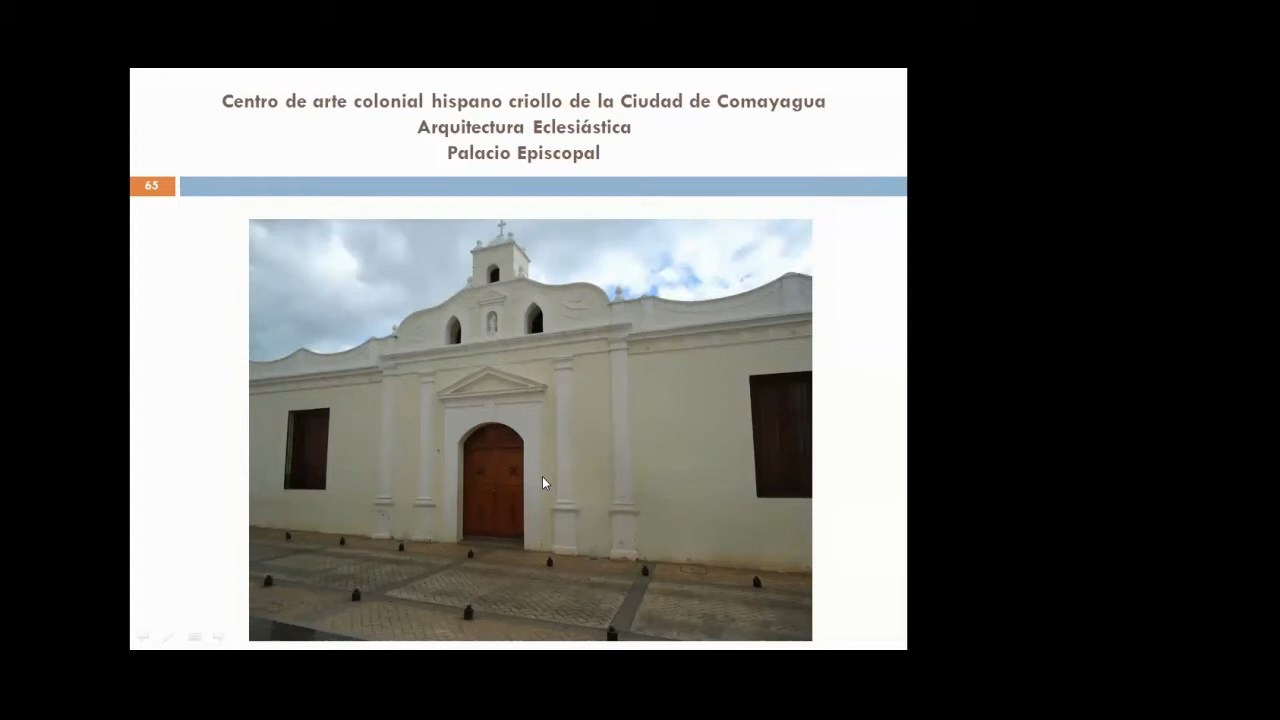 Centro de arte colonial hispano criollo de la Ciudad de Comayagua
Arquitectura Eclesiástica
Palacio Episcopal
65